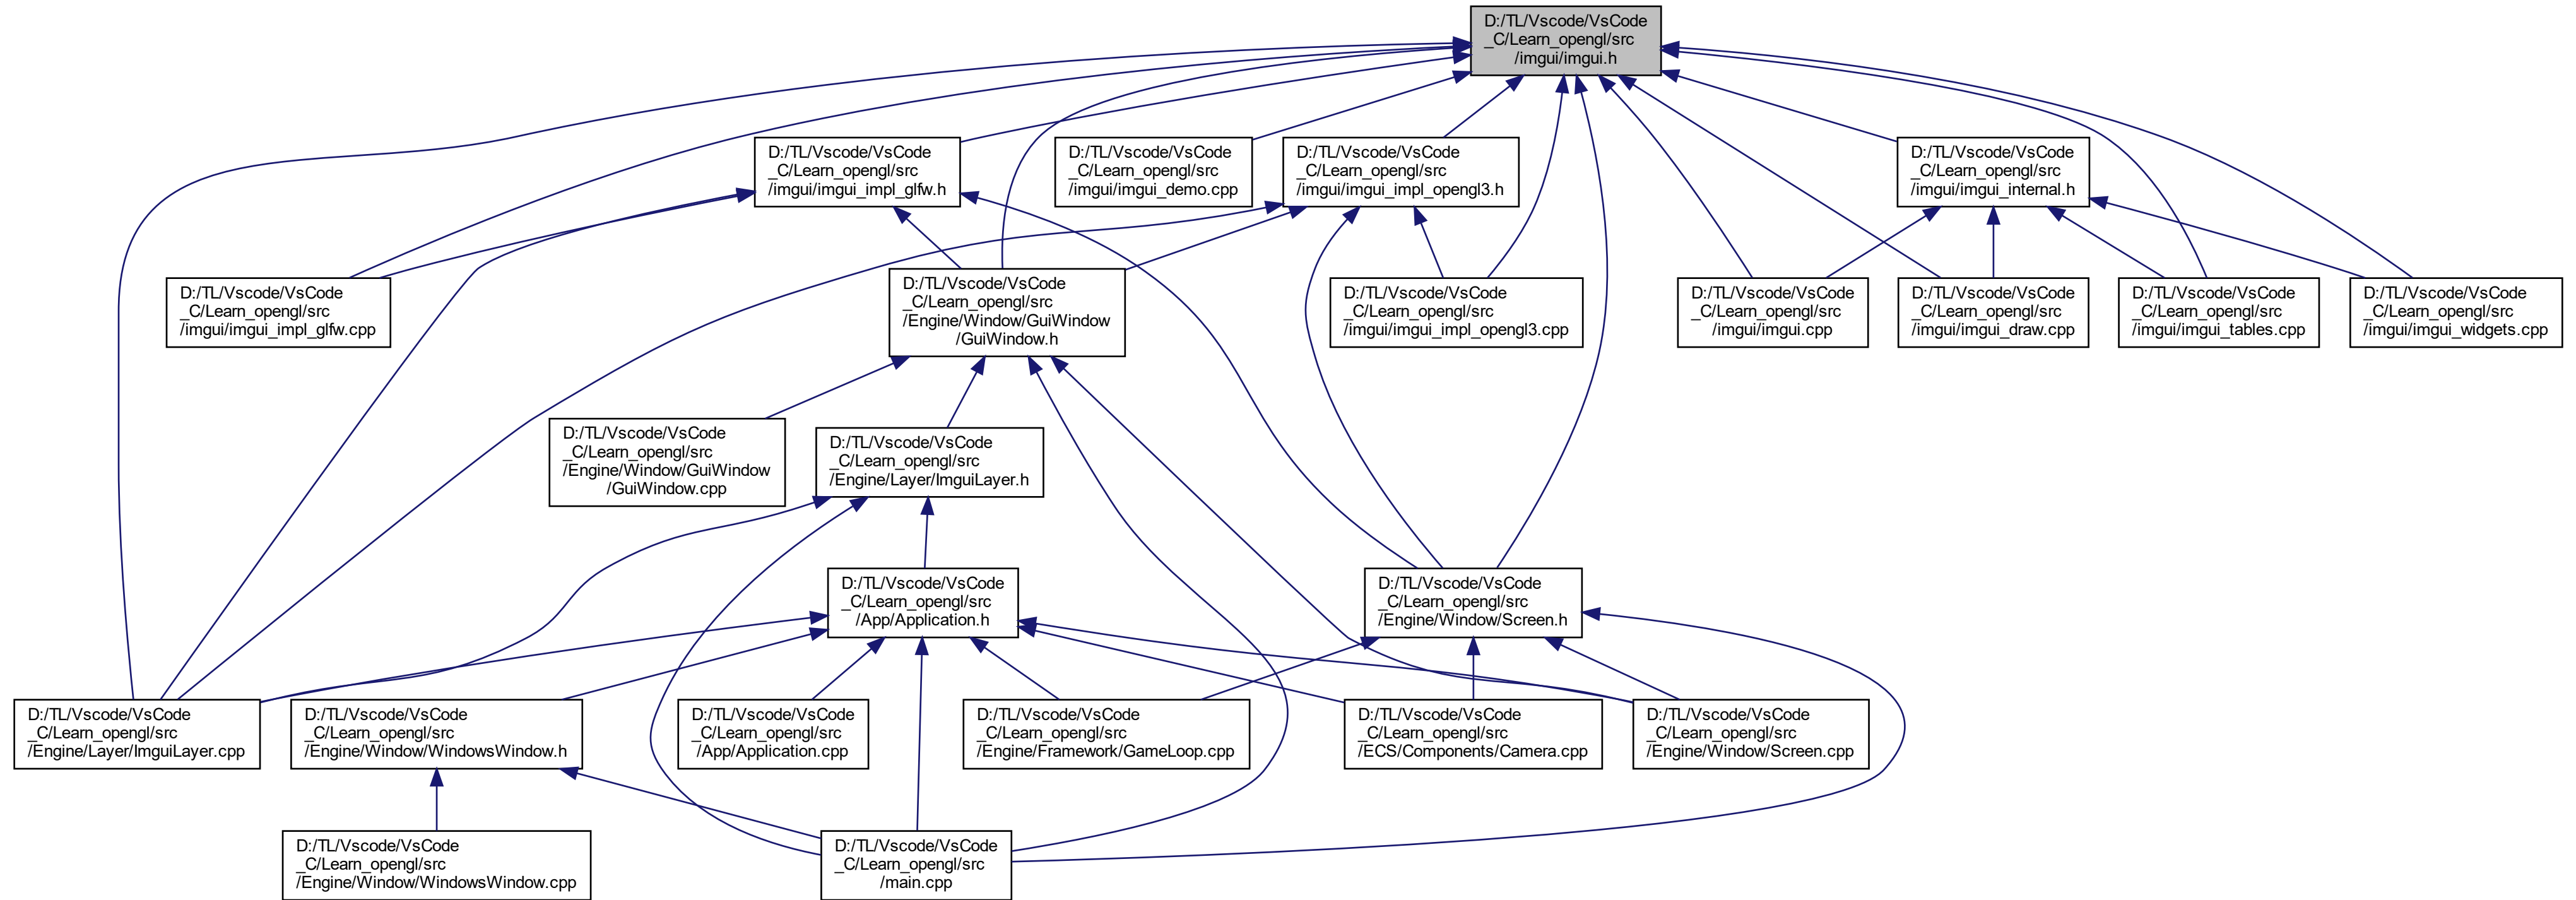 D:/TL/Vscode/VsCode
_C/Learn_opengl/src
/imgui/imgui.h
D:/TL/Vscode/VsCode
_C/Learn_opengl/src
/imgui/imgui_impl_glfw.h
D:/TL/Vscode/VsCode
_C/Learn_opengl/src
/imgui/imgui_demo.cpp
D:/TL/Vscode/VsCode
_C/Learn_opengl/src
/imgui/imgui_impl_opengl3.h
D:/TL/Vscode/VsCode
_C/Learn_opengl/src
/imgui/imgui_internal.h
D:/TL/Vscode/VsCode
_C/Learn_opengl/src
/imgui/imgui_impl_glfw.cpp
D:/TL/Vscode/VsCode
_C/Learn_opengl/src
/Engine/Window/GuiWindow
/GuiWindow.h
D:/TL/Vscode/VsCode
_C/Learn_opengl/src
/imgui/imgui_impl_opengl3.cpp
D:/TL/Vscode/VsCode
_C/Learn_opengl/src
/imgui/imgui.cpp
D:/TL/Vscode/VsCode
_C/Learn_opengl/src
/imgui/imgui_draw.cpp
D:/TL/Vscode/VsCode
_C/Learn_opengl/src
/imgui/imgui_tables.cpp
D:/TL/Vscode/VsCode
_C/Learn_opengl/src
/imgui/imgui_widgets.cpp
D:/TL/Vscode/VsCode
_C/Learn_opengl/src
/Engine/Window/GuiWindow
/GuiWindow.cpp
D:/TL/Vscode/VsCode
_C/Learn_opengl/src
/Engine/Layer/ImguiLayer.h
D:/TL/Vscode/VsCode
_C/Learn_opengl/src
/App/Application.h
D:/TL/Vscode/VsCode
_C/Learn_opengl/src
/Engine/Window/Screen.h
D:/TL/Vscode/VsCode
_C/Learn_opengl/src
/Engine/Layer/ImguiLayer.cpp
D:/TL/Vscode/VsCode
_C/Learn_opengl/src
/Engine/Window/WindowsWindow.h
D:/TL/Vscode/VsCode
_C/Learn_opengl/src
/App/Application.cpp
D:/TL/Vscode/VsCode
_C/Learn_opengl/src
/Engine/Framework/GameLoop.cpp
D:/TL/Vscode/VsCode
_C/Learn_opengl/src
/ECS/Components/Camera.cpp
D:/TL/Vscode/VsCode
_C/Learn_opengl/src
/Engine/Window/Screen.cpp
D:/TL/Vscode/VsCode
_C/Learn_opengl/src
/Engine/Window/WindowsWindow.cpp
D:/TL/Vscode/VsCode
_C/Learn_opengl/src
/main.cpp